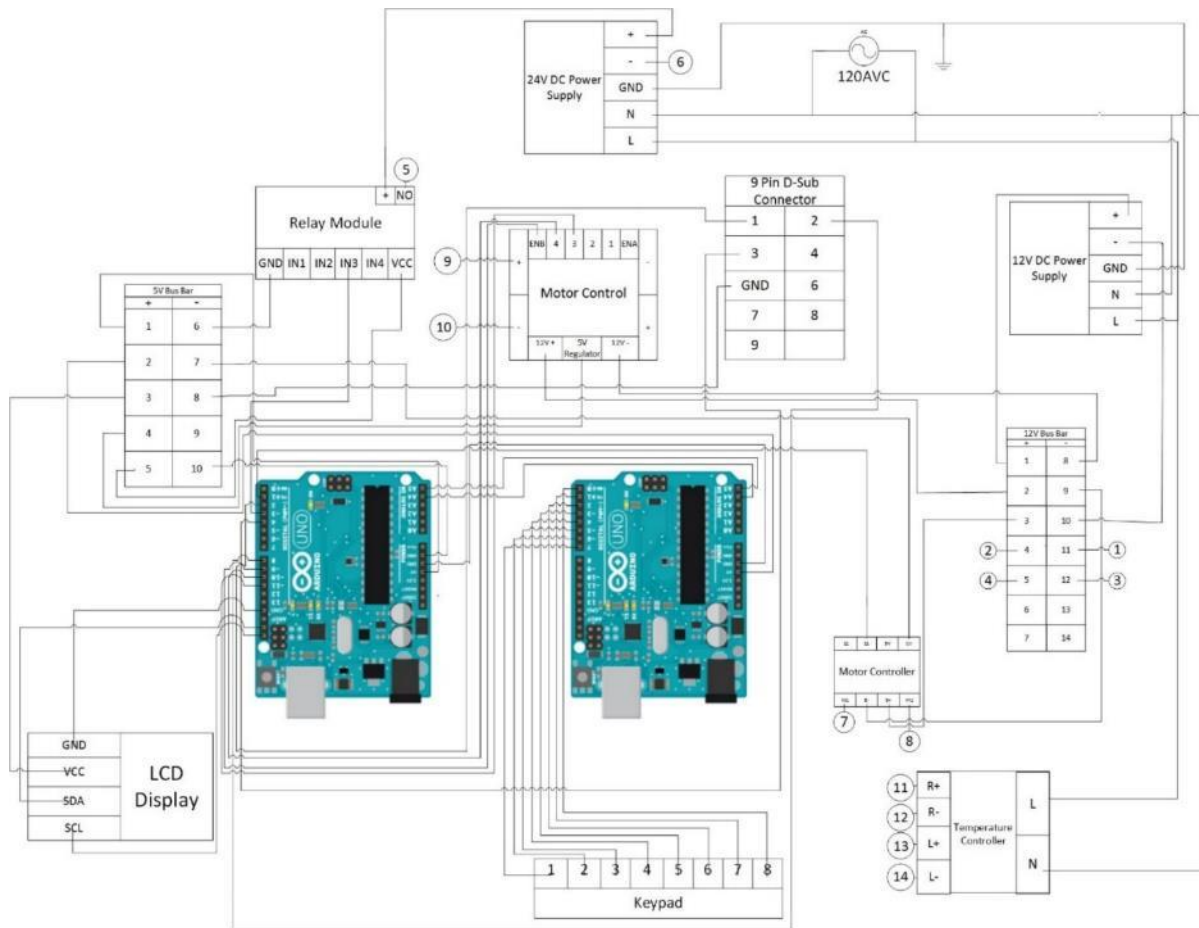 24V DC Power
Supply
+
-
GND
N
L
6
120AVC
5
+ NO
Relay Module
GND IN1 IN2 IN3 IN4 VCC
9 Pin D-Sub
Connector
1 2
3 4
GND 6
7 8
9
12V DC Power
Supply
+
-
GND
N
L
ENB 4 3 2 1 ENA
+ -
9
Motor Control
10
- +
12V + 5V 12V -
Regulator
5V Bus Bar
+ -
1 6
2 7
3 8
4 9
5 10
12V Bus Bar
+ -
1 8
2 9
3 10
2 4 11 1
4 5 12 3
6 13
7 14
UNO
ARDUINO
UNO
ARDUINO
Motor Controller
7
8
GND
VCC
SDA
SCL
LCD
Display
1 2 3 4 5 6 7 8
Keypad
11 R+
12 R-
13 L+
14 L-
Temperature
Controller
L
N